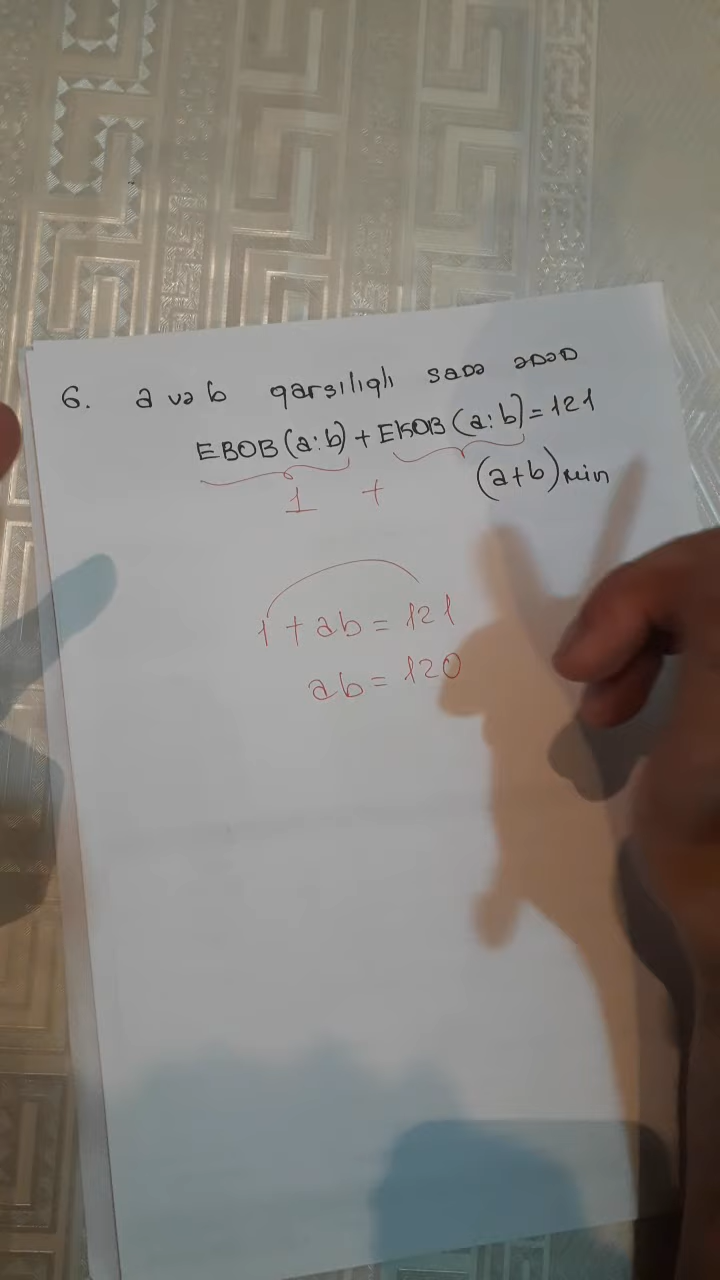 6. a və b qarşılıqlı sadə ədəd
EBOB(a:b) + EKOB(a:b) = 121
1 + (a+b)min
1 + ab = 121
ab = 120